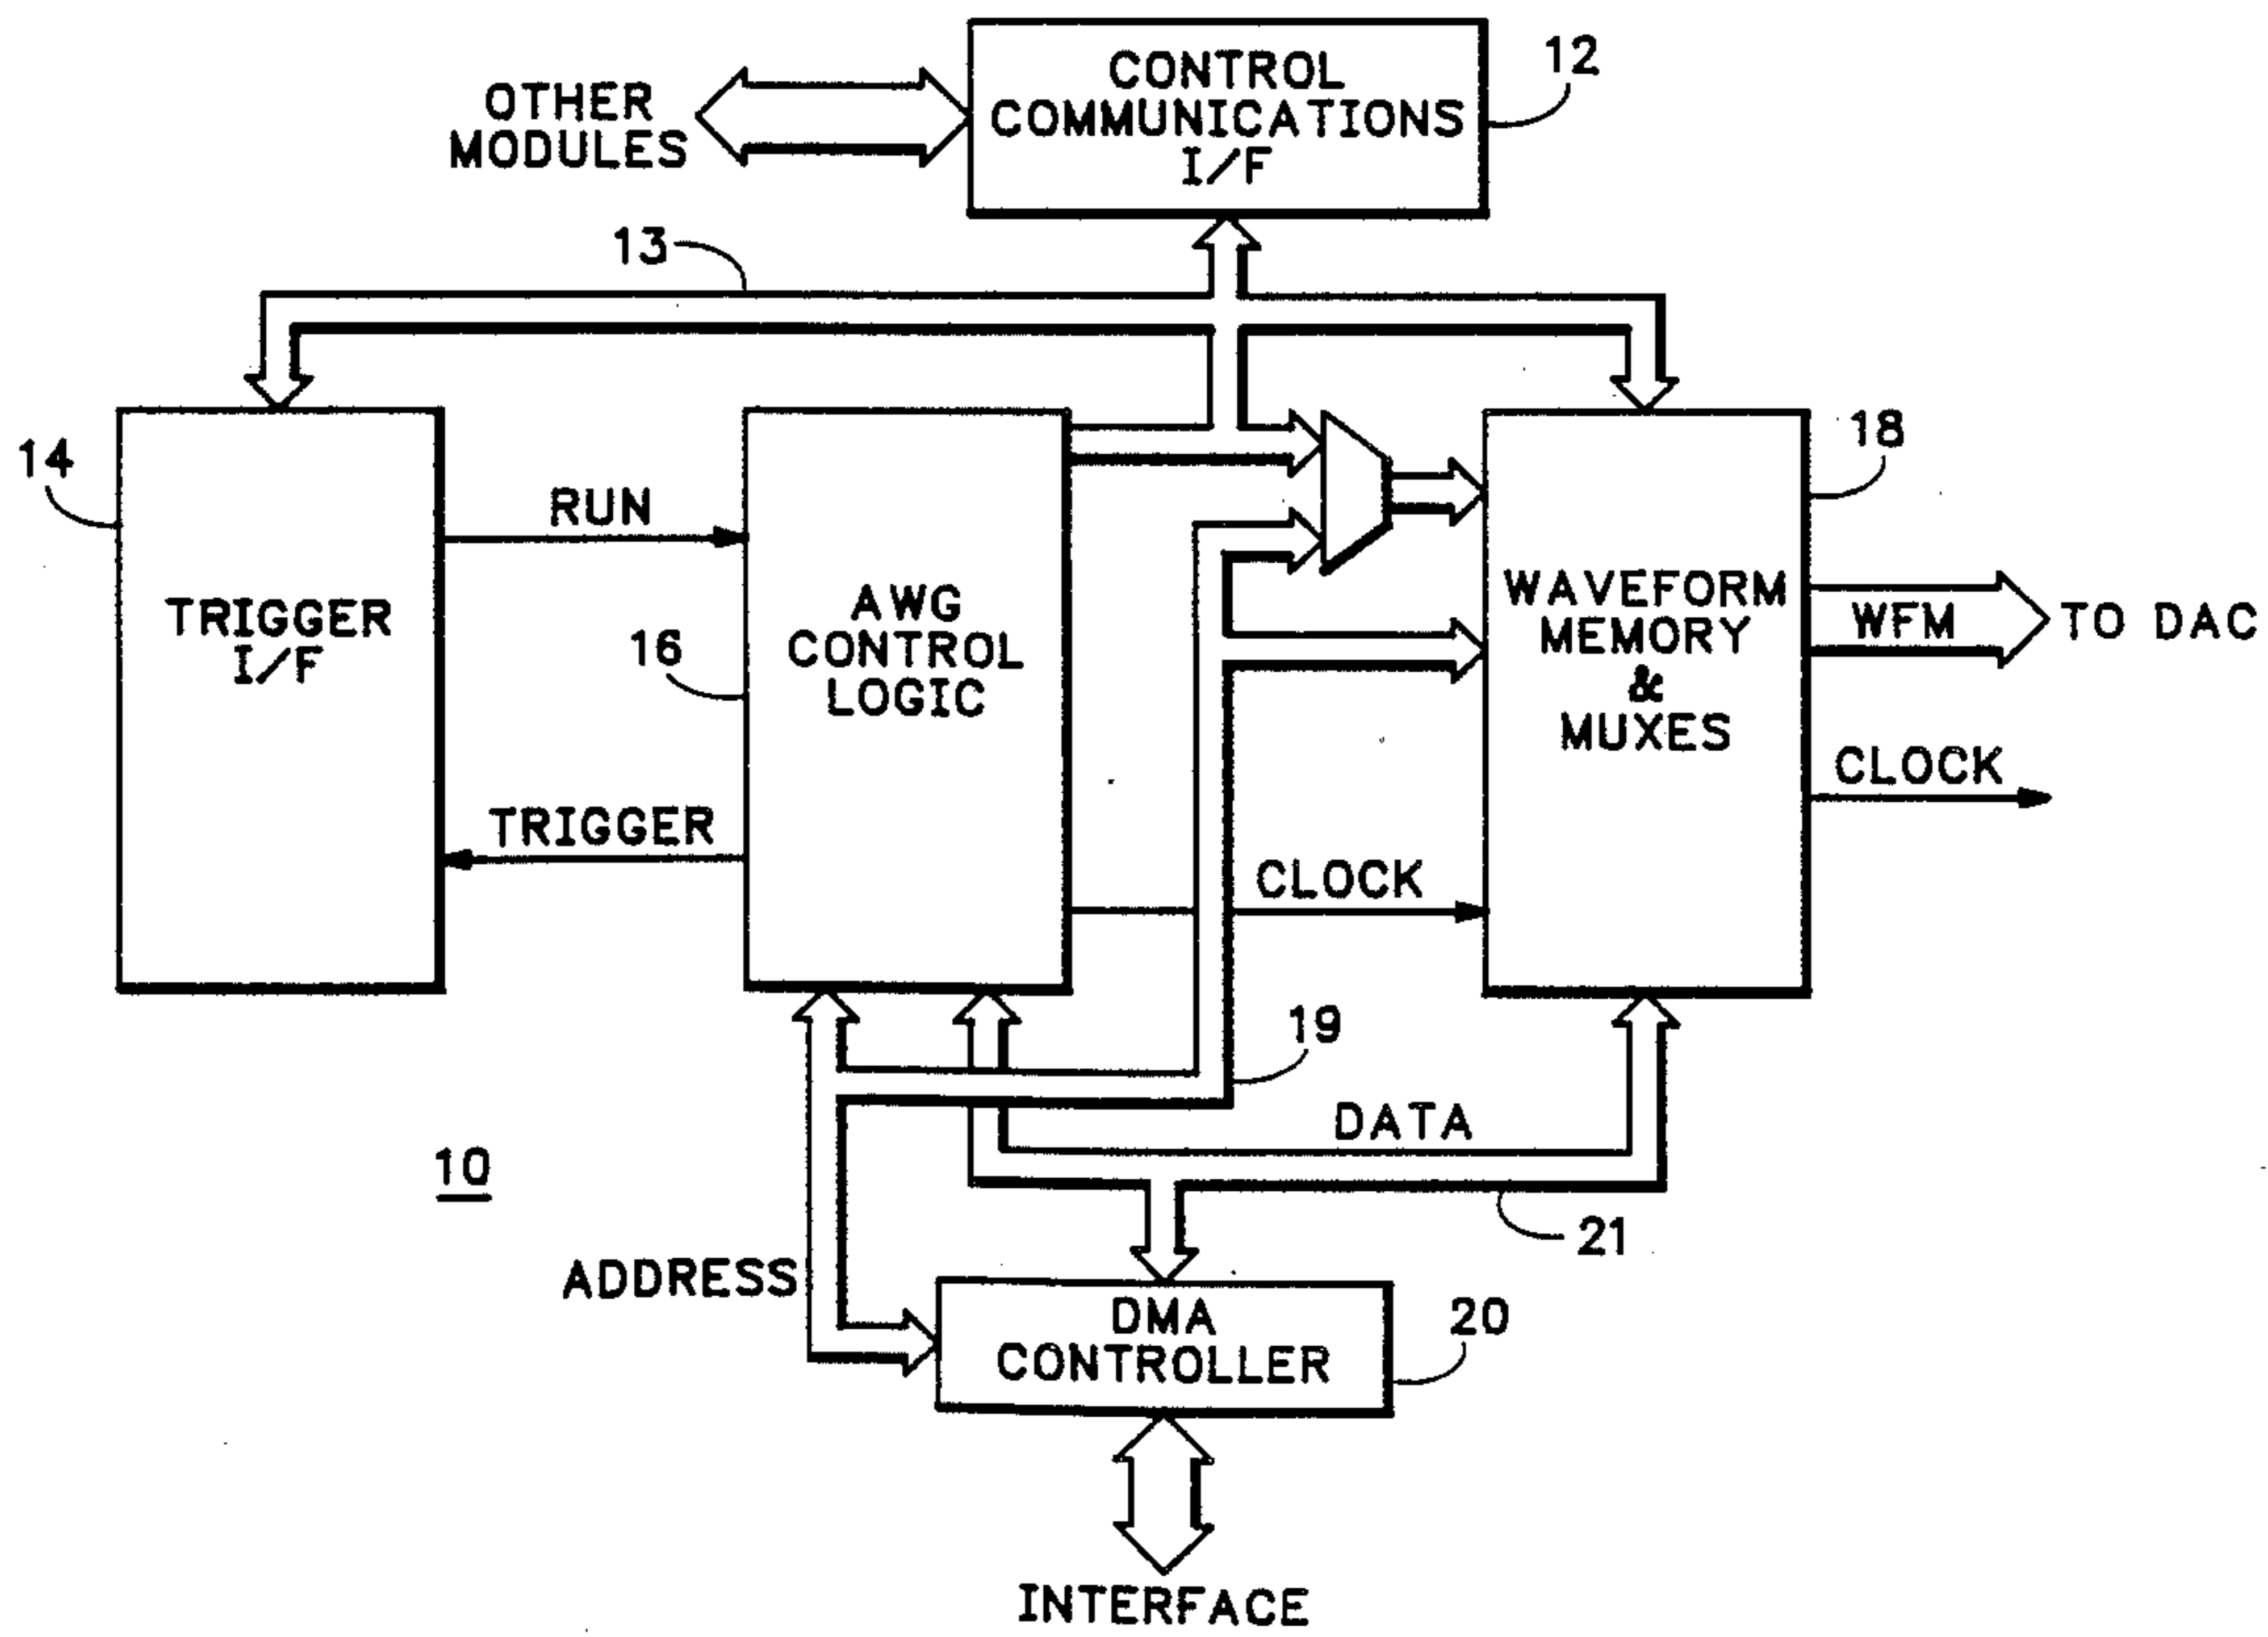 CONTROL
COMMUNICATIONS
I/F
12
OTHER
MODULES
13
14
TRIGGER
I/F
RUN
TRIGGER
16
AWG
CONTROL
LOGIC
18
WAVEFORM
MEMORY
&
MUXES
WFM
TO DAC
CLOCK
CLOCK
19
DATA
10
21
ADDRESS
DMA
CONTROLLER
20
INTERFACE